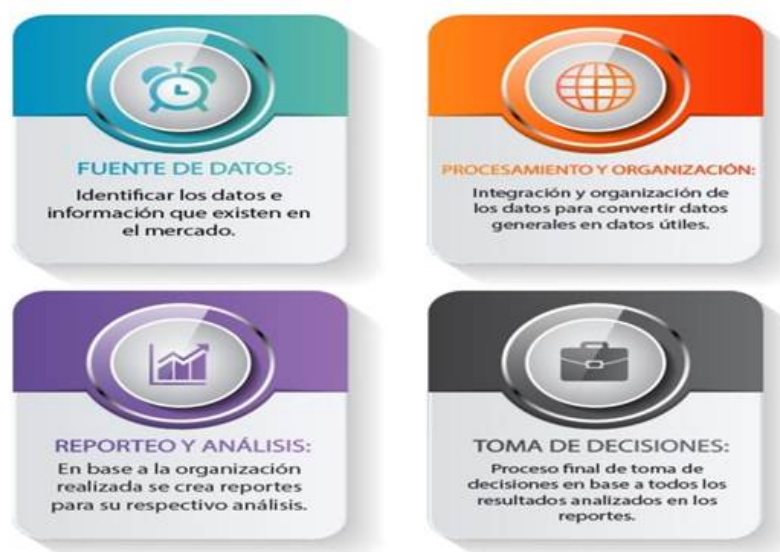 FUENTE DE DATOS:
Identificar los datos e
información que existen en
el mercado.
PROCESAMIENTO Y ORGANIZACIÓN:
Integración y organización de
los datos para convertir datos
generales en datos útiles.
REPORTEO Y ANÁLISIS:
En base a la organización
realizada se crea reportes
para su respectivo análisis.
TOMA DE DECISIONES:
Proceso final de toma de
decisiones en base a todos los
resultados analizados en los
reportes.